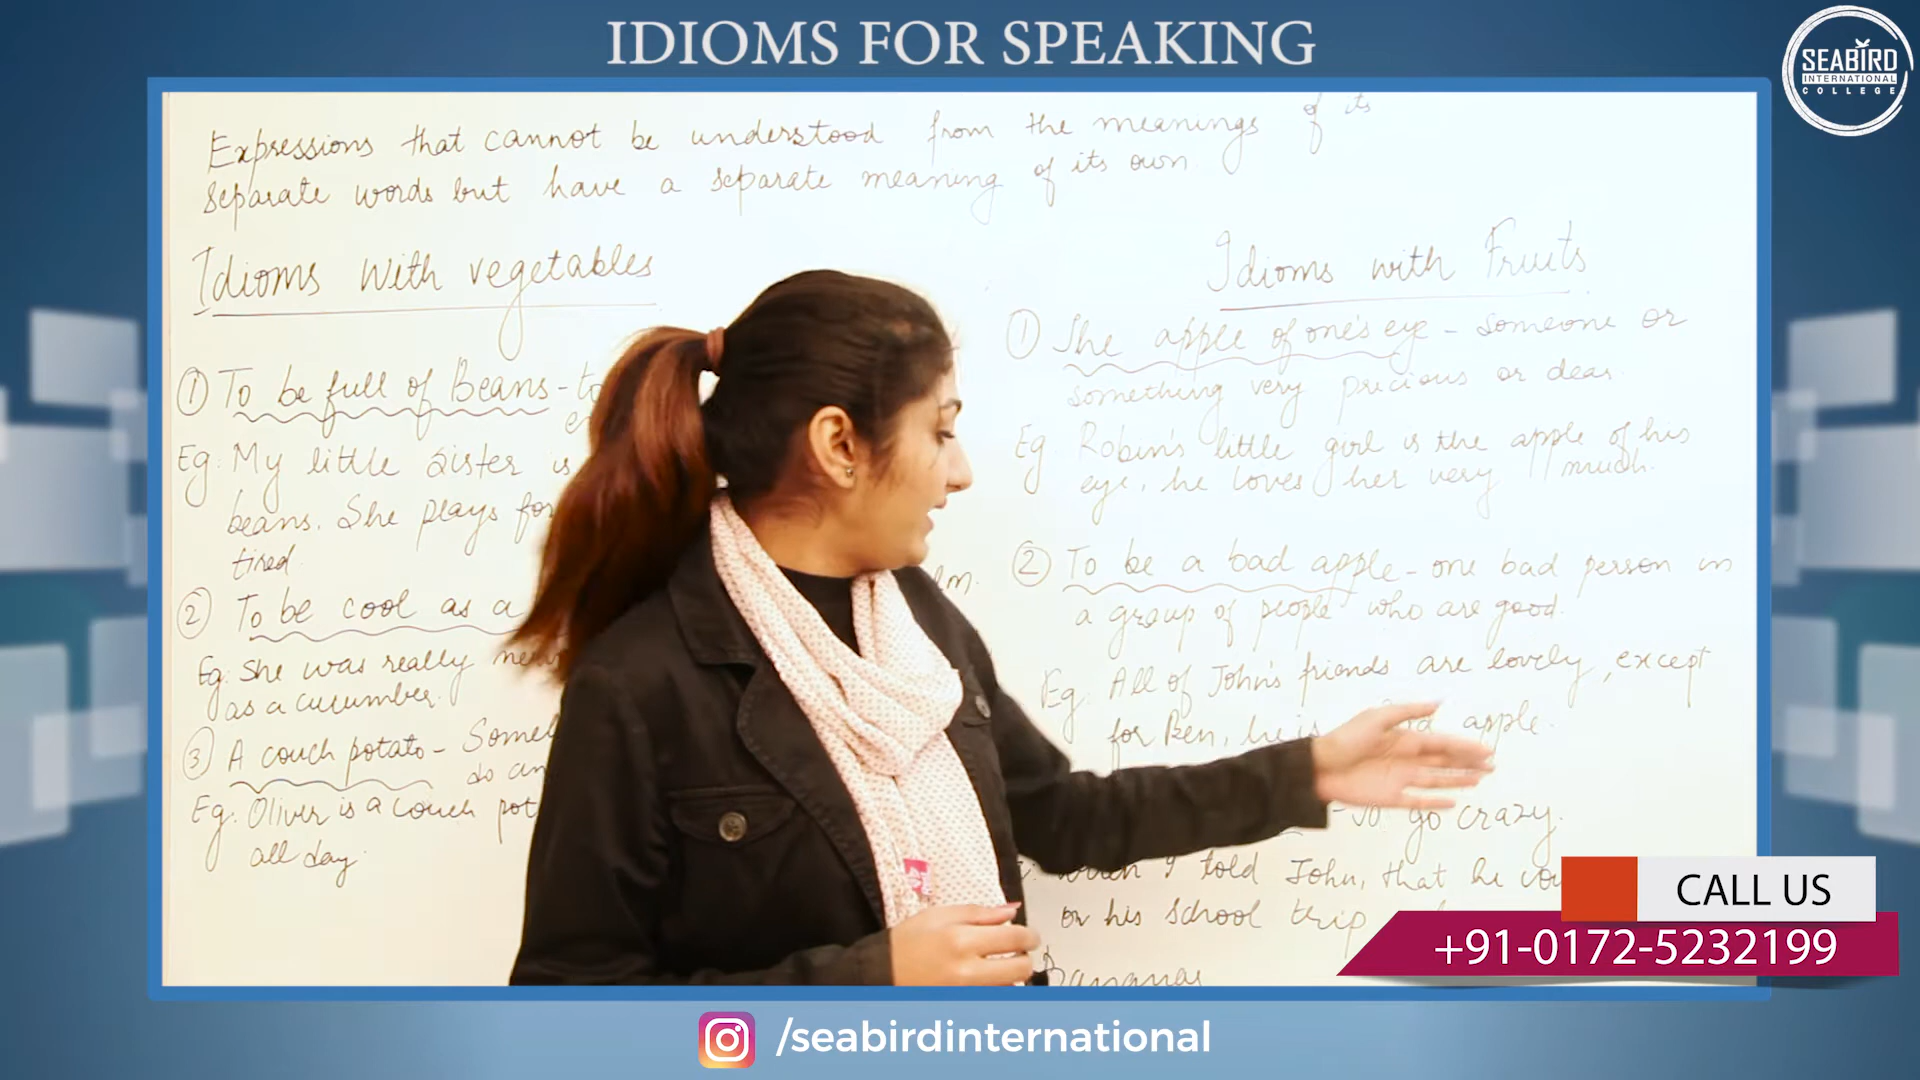 IDIOMS FOR SPEAKING
SEABIRD
INTERNATIONAL
COLLEGE
Expressions that cannot be understood from the meanings of its
separate words but have a separate meaning of its own.
Idioms with vegetables
① To be full of Beans - to
Eg: My little sister is
beans. She plays for
tired.
② To be cool as a
Eg: She was really
as a cucumber.
③ A couch potato -
do an
Eg: Oliver is a couch pot
all day.
Idioms with Fruits
① The apple of one's eye - someone or
something very precious or dear.
Eg. Robin's little girl is the apple of his
eye, he loves her very much.
② To be a bad apple - one bad person in
a group of people who are good.
Eg: All of John's friends are lovely, except
for Ben, he is apple.
- To go crazy.
when I told John, that he
on his school trip
Bananas
CALL US
+91-0172-5232199
/seabirdinternational